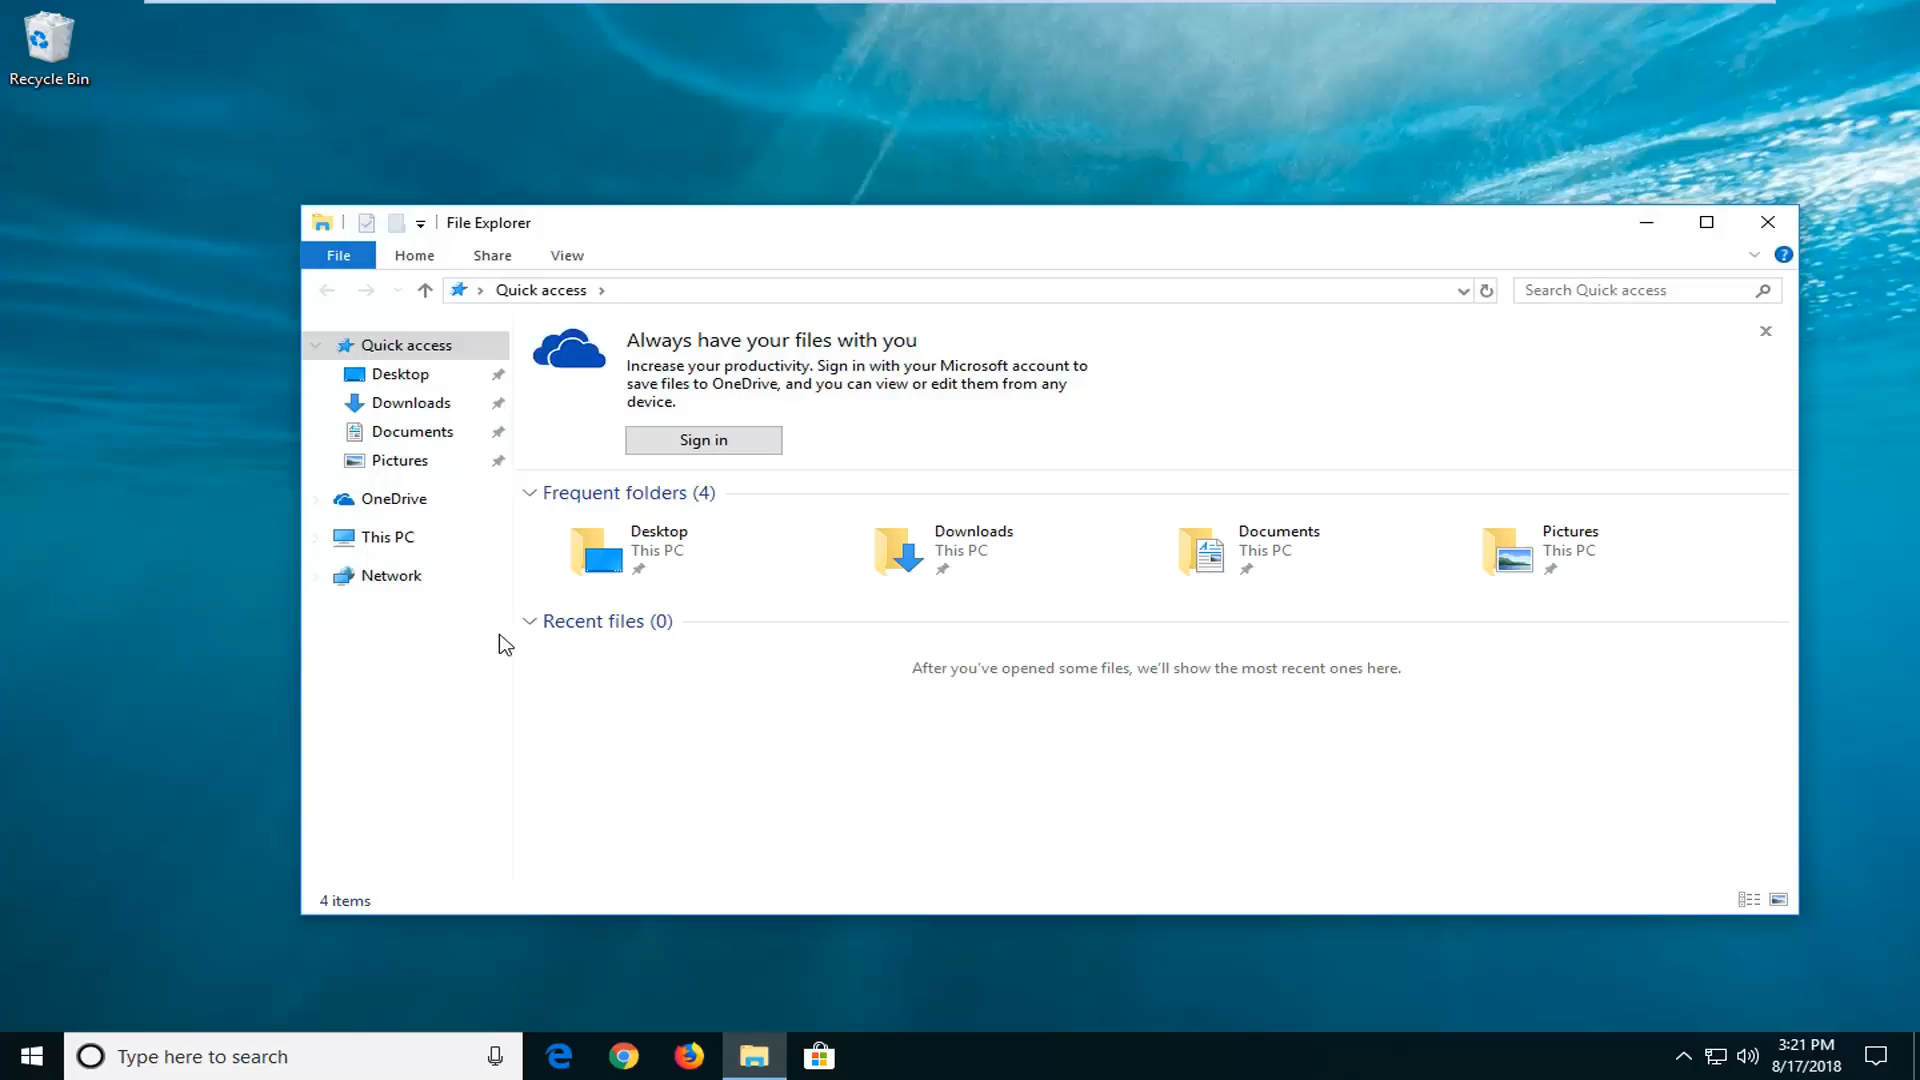 Recycle Bin
File Explorer
File Home Share View
Quick access
Search Quick access
Quick access
Desktop
Downloads
Documents
Pictures
OneDrive
This PC
Network
Always have your files with you
Increase your productivity. Sign in with your Microsoft account to
save files to OneDrive, and you can view or edit them from any
device.
Sign in
Frequent folders (4)
Desktop
This PC
Downloads
This PC
Documents
This PC
Pictures
This PC
Recent files (0)
After you've opened some files, we'll show the most recent ones here.
4 items
Type here to search
3:21 PM
8/17/2018